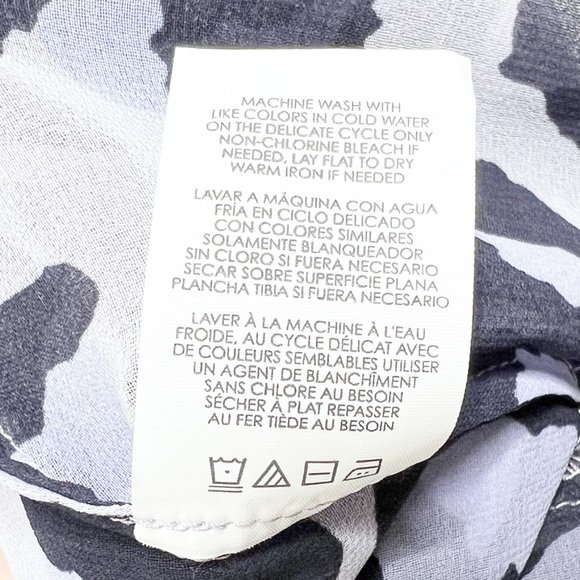 MACHINE WASH WITH
LIKE COLORS IN COLD WATER
ON THE DELICATE CYCLE ONLY
NON-CHLORINE BLEACH IF
NEEDED, LAY FLAT TO DRY
WARM IRON IF NEEDED
LAVAR A MÁQUINA CON AGUA
FRÍA EN CICLO DELICADO
CON COLORES SIMILARES
SOLAMENTE BLANQUEADOR
SIN CLORO SI FUERA NECESARIO
SECAR SOBRE SUPERFICIE PLANA
PLANCHA TIBIA SI FUERA NECESARIO
LAVER À LA MACHINE À L'EAU
FROIDE, AU CYCLE DÉLICAT AVEC
DE COULEURS SEMBLABLES UTILISER
UN AGENT DE BLANCHÎMENT
SANS CHLORE AU BESOIN
SÉCHER À PLAT REPASSER
AU FER TIÈDE AU BESOIN